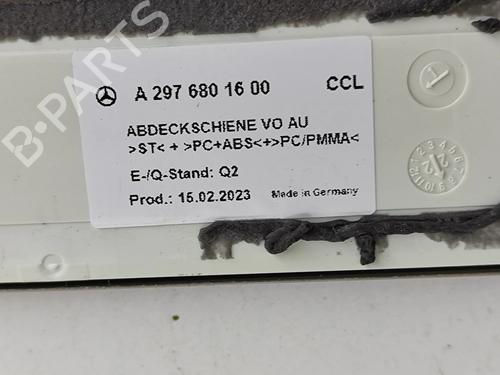 A 297 680 16 00 CCL
ABDECKSCHIENE VO AU
>ST< + >PC+ABS<+>PC/PMMA<
E-/Q-Stand: Q2
Prod.: 15.02.2023 Made in Germany
B-PARTS